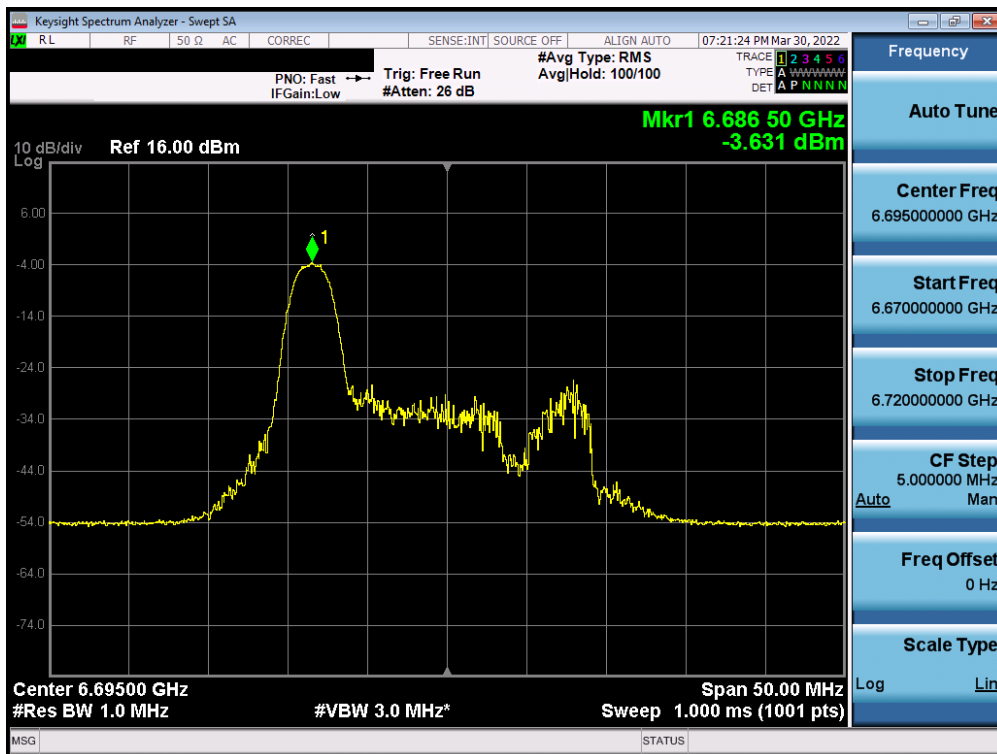 Keysight Spectrum Analyzer - Swept SA
LXI RL RF 50 Ω AC CORREC SENSE:INT SOURCE OFF ALIGN AUTO 07:21:24 PM Mar 30, 2022
PNO: Fast Trig: Free Run #Avg Type: RMS TRACE 1 2 3 4 5 6
IFGain:Low #Atten: 26 dB Avg|Hold: 100/100 TYPE A WWWWW
DET A P N N N N
Mkr1 6.686 50 GHz
-3.631 dBm
10 dB/div Ref 16.00 dBm
Log
6.00
1
-4.00
-14.0
-24.0
-34.0
-44.0
-54.0
-64.0
-74.0
Center 6.69500 GHz Span 50.00 MHz
#Res BW 1.0 MHz #VBW 3.0 MHz* Sweep 1.000 ms (1001 pts)
MSG STATUS
Frequency
Auto Tune
Center Freq
6.695000000 GHz
Start Freq
6.670000000 GHz
Stop Freq
6.720000000 GHz
CF Step
5.000000 MHz
Auto Man
Freq Offset
0 Hz
Scale Type
Log Lin